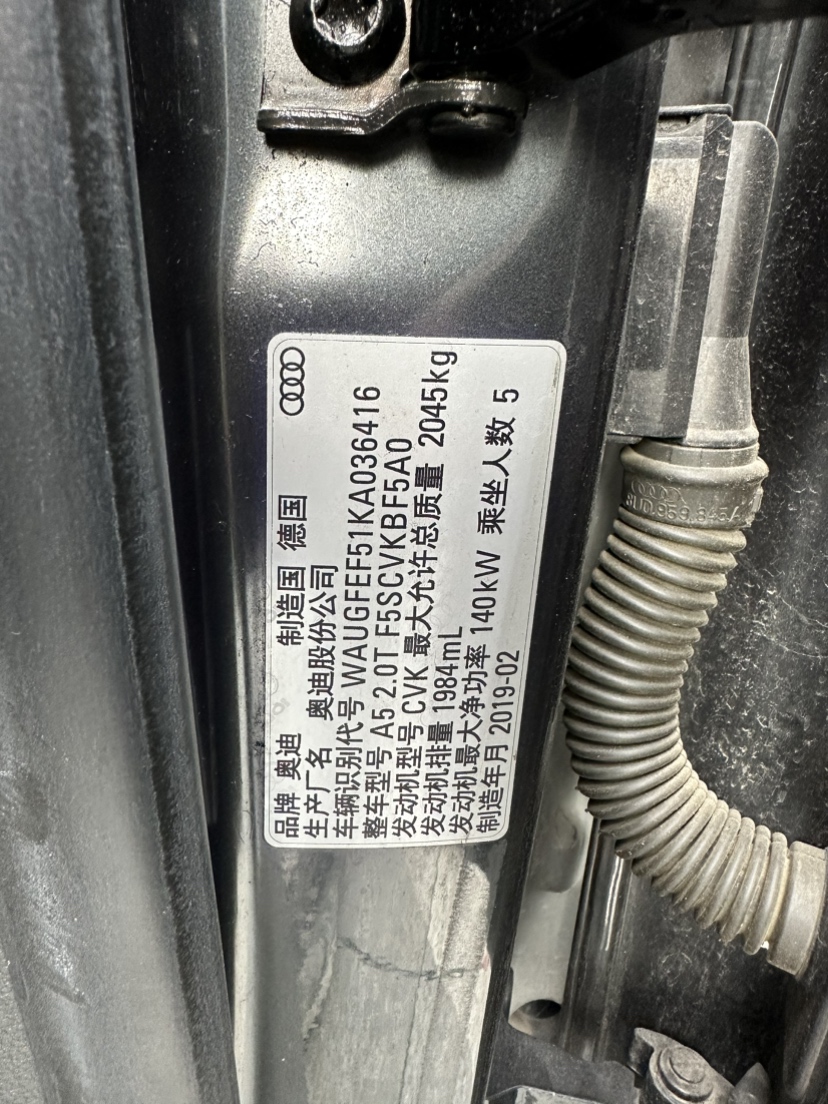 品牌 奥迪 制造国 德国
生产厂名 奥迪股份公司
车辆识别代号 WAUGFEF51KA036416
整车型号 A5 2.0T F5SCVKBF5A0
发动机型号 CVK 最大允许总质量 2045kg
发动机排量 1984mL
发动机最大净功率 140kW 乘坐人数 5
制造年月 2019-02